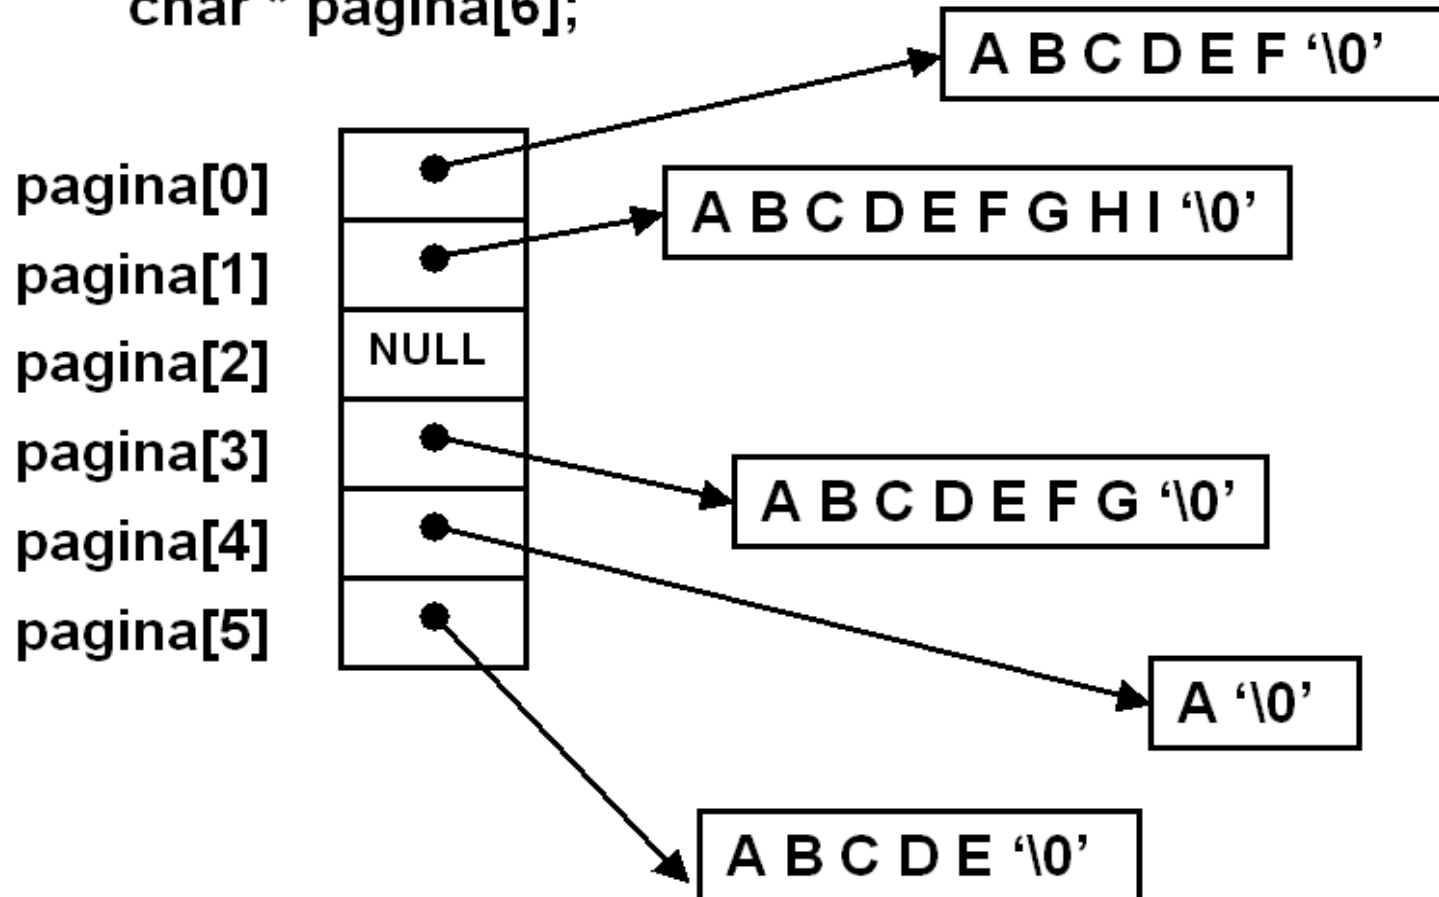 char * pagina[6];
A B C D E F ‘\0’
pagina[0]
A B C D E F G H I ‘\0’
pagina[1]
pagina[2] NULL
pagina[3]
A B C D E F G ‘\0’
pagina[4]
pagina[5]
A ‘\0’
A B C D E ‘\0’